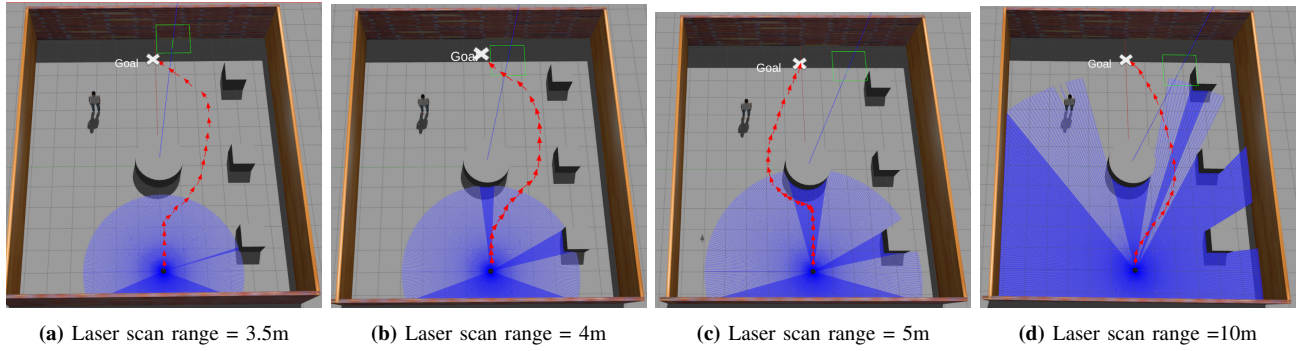 Goal
Goal
Goal
Goal
(a) Laser scan range = 3.5m
(b) Laser scan range = 4m
(c) Laser scan range = 5m
(d) Laser scan range =10m